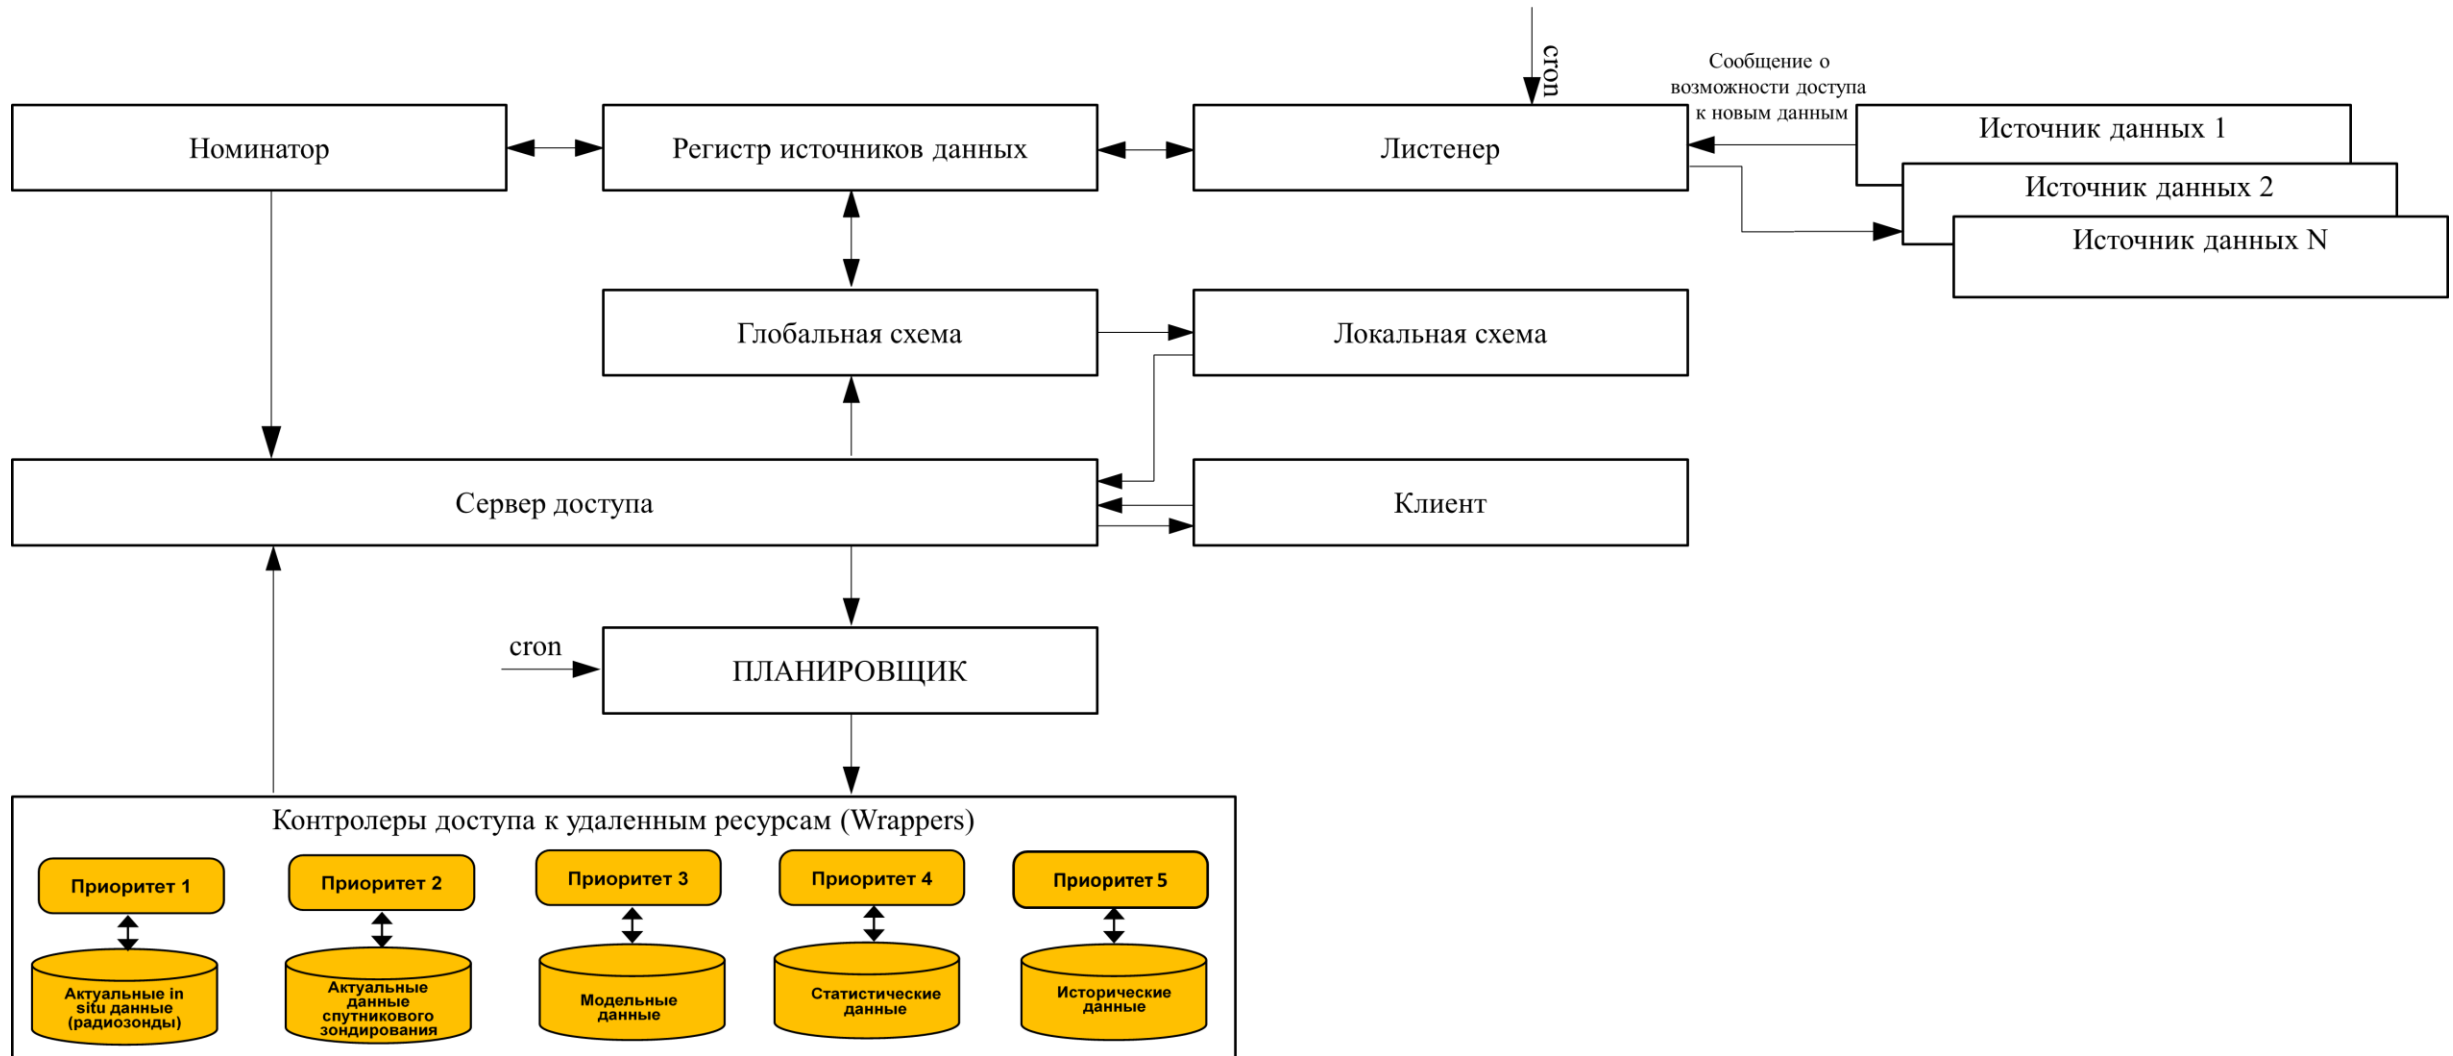 cron
Сообщение о
возможности доступа
к новым данным
Номинатор
Регистр источников данных
Листенер
Источник данных 1
Источник данных 2
Источник данных N
Глобальная схема
Локальная схема
Сервер доступа
Клиент
cron
ПЛАНИРОВЩИК
Контролеры доступа к удаленным ресурсам (Wrappers)
Приоритет 1
Приоритет 2
Приоритет 3
Приоритет 4
Приоритет 5
Актуальные in
situ данные
(радиозонды)
Актуальные
данные
спутникового
зондирования
Модельные
данные
Статистические
данные
Исторические
данные